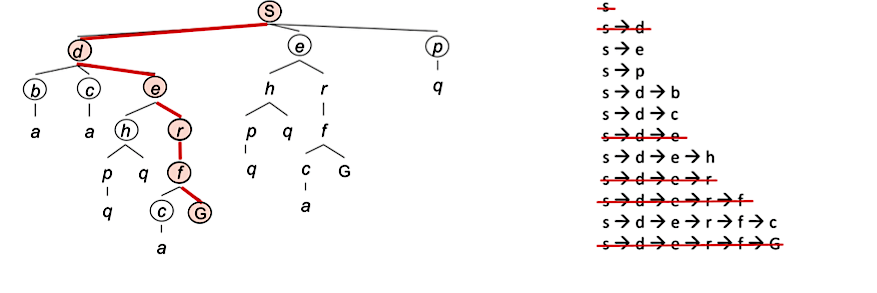 S
d e p
b c e h r q
a a h r p q f
p q f q c G
q c G a
a
s
s → d
s → e
s → p
s → d → b
s → d → c
s → d → e
s → d → e → h
s → d → e → r
s → d → e → r → f
s → d → e → r → f → c
s → d → e → r → f → G